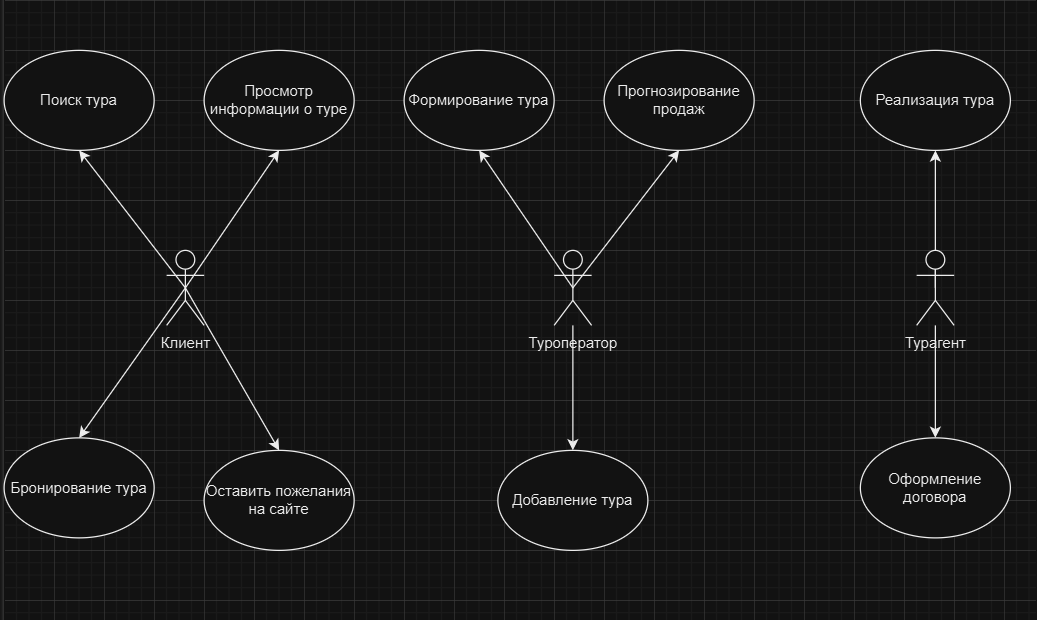 Поиск тура
Просмотр
информации о туре
Формирование тура
Прогнозирование
продаж
Реализация тура
Клиент
Туроператор
Турагент
Бронирование тура
Оставить пожелания
на сайте
Добавление тура
Оформление
договора